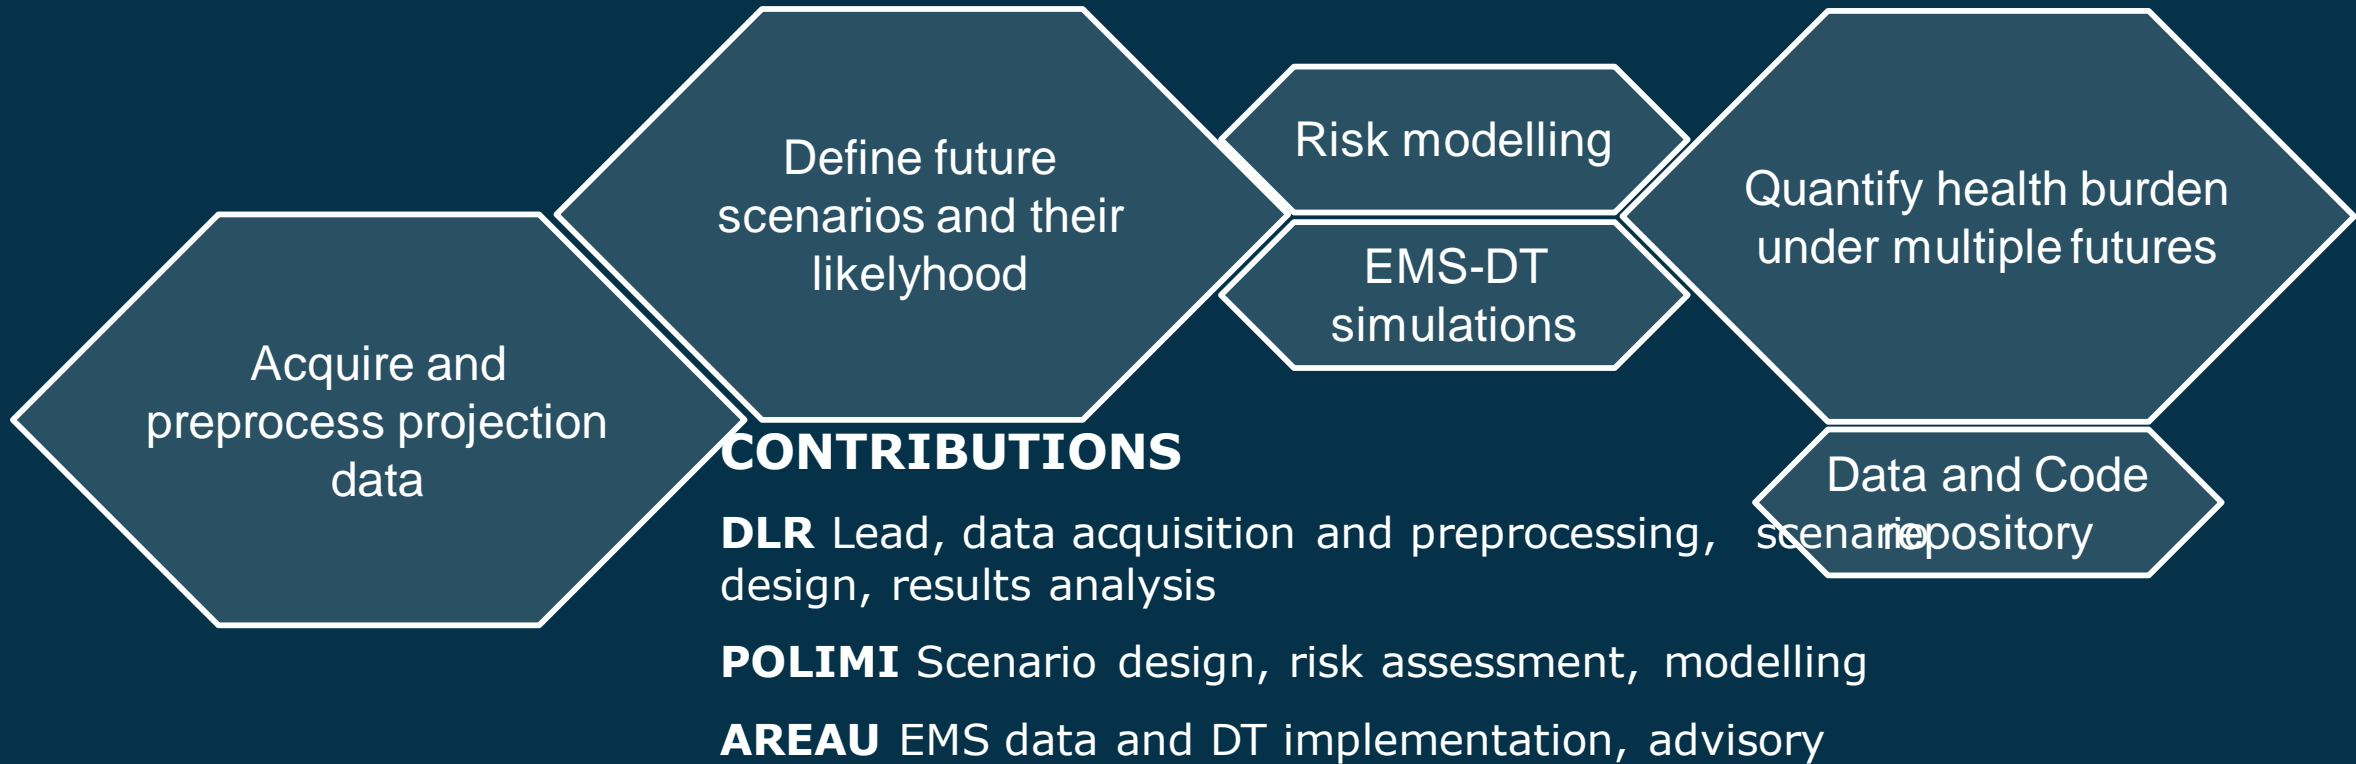 Acquire and
preprocess projection
data
Define future
scenarios and their
likelyhood
Risk modelling
EMS-DT
simulations
Quantify health burden
under multiple futures
Data and Code
repository
CONTRIBUTIONS
DLR Lead, data acquisition and preprocessing, scenario
design, results analysis
POLIMI Scenario design, risk assessment, modelling
AREAU EMS data and DT implementation, advisory